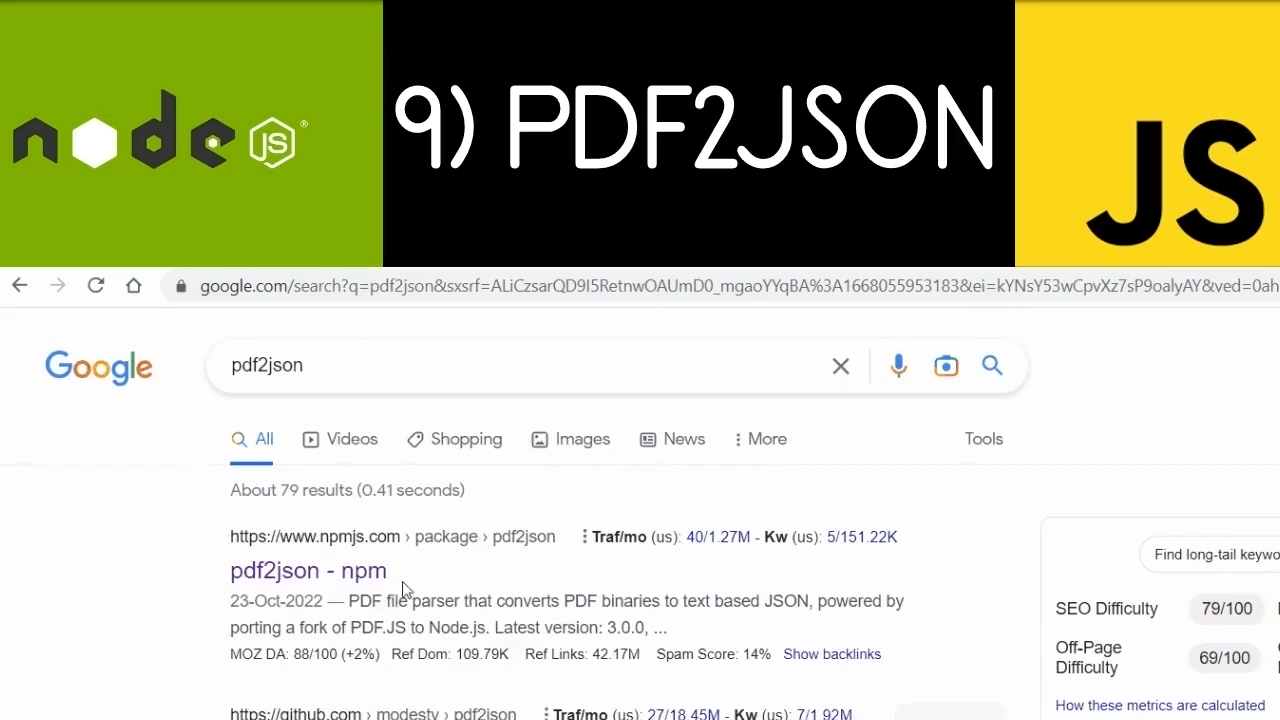 node JS ®
9) PDF2JSON
JS
google.com/search?q=pdf2json&sxsrf=ALiCzsarQD9I5RetnwOAUmD0_mgaoYYqBA%3A1668055953183&ei=kYNsY53wCpvXz7sP9oalyAY&ved=0ah
Google
pdf2json
All Videos Shopping Images News More Tools
About 79 results (0.41 seconds)
https://www.npmjs.com › package › pdf2json Traf/mo (us): 40/1.27M - Kw (us): 5/151.22K
pdf2json - npm
Find long-tail keywo
23-Oct-2022 — PDF file parser that converts PDF binaries to text based JSON, powered by
porting a fork of PDF.JS to Node.js. Latest version: 3.0.0, ...
SEO Difficulty 79/100
MOZ DA: 88/100 (+2%) Ref Dom: 109.79K Ref Links: 42.17M Spam Score: 14% Show backlinks
Off-Page
Difficulty 69/100
How these metrics are calculated
https://github.com › modesty › pdf2json Traf/mo (us): 27/18.45M - Kw (us): 7/1.92M